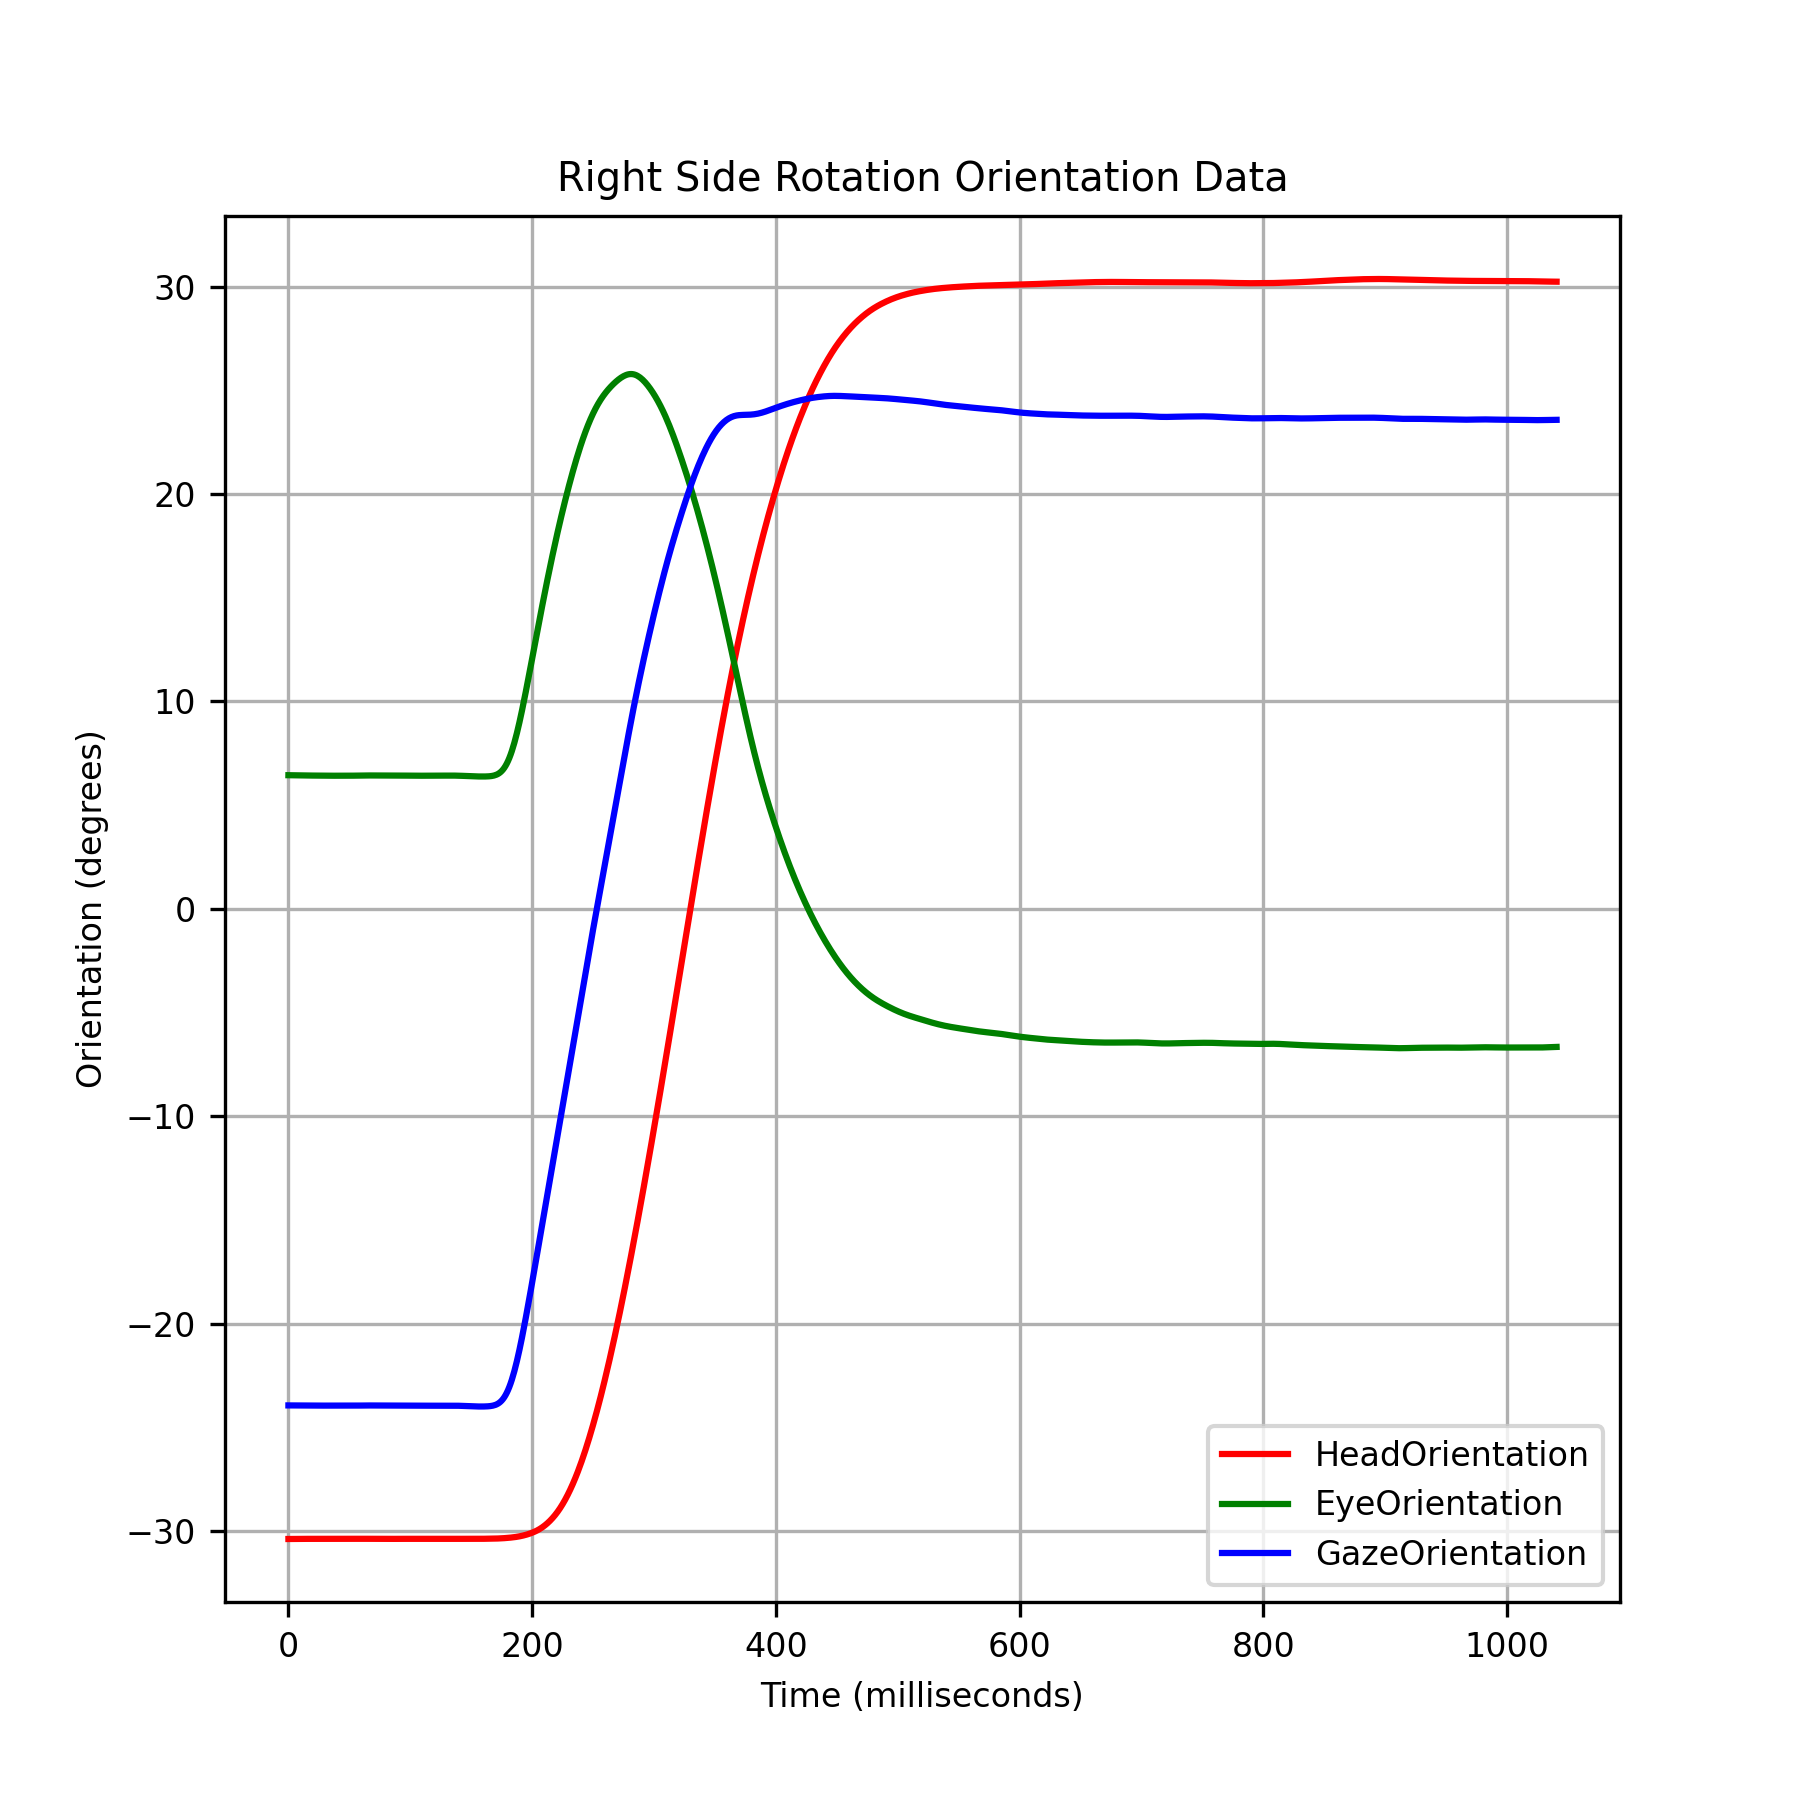 Right Side Rotation Orientation Data
Orientation (degrees)
30
20
10
0
−10
−20
−30
HeadOrientation
EyeOrientation
GazeOrientation
0 200 400 600 800 1000
Time (milliseconds)